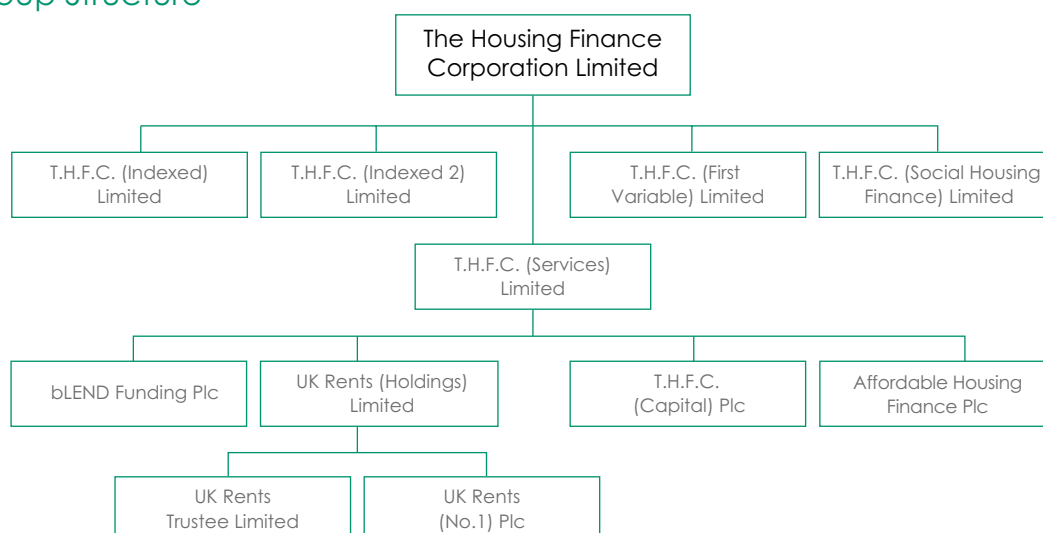 The Housing Finance
Corporation Limited
T.H.F.C. (Indexed)
Limited
T.H.F.C. (Indexed 2)
Limited
T.H.F.C. (First
Variable) Limited
T.H.F.C. (Social Housing
Finance) Limited
T.H.F.C. (Services)
Limited
bLEND Funding Plc
UK Rents (Holdings)
Limited
T.H.F.C.
(Capital) Plc
Affordable Housing
Finance Plc
UK Rents
Trustee Limited
UK Rents
(No.1) Plc